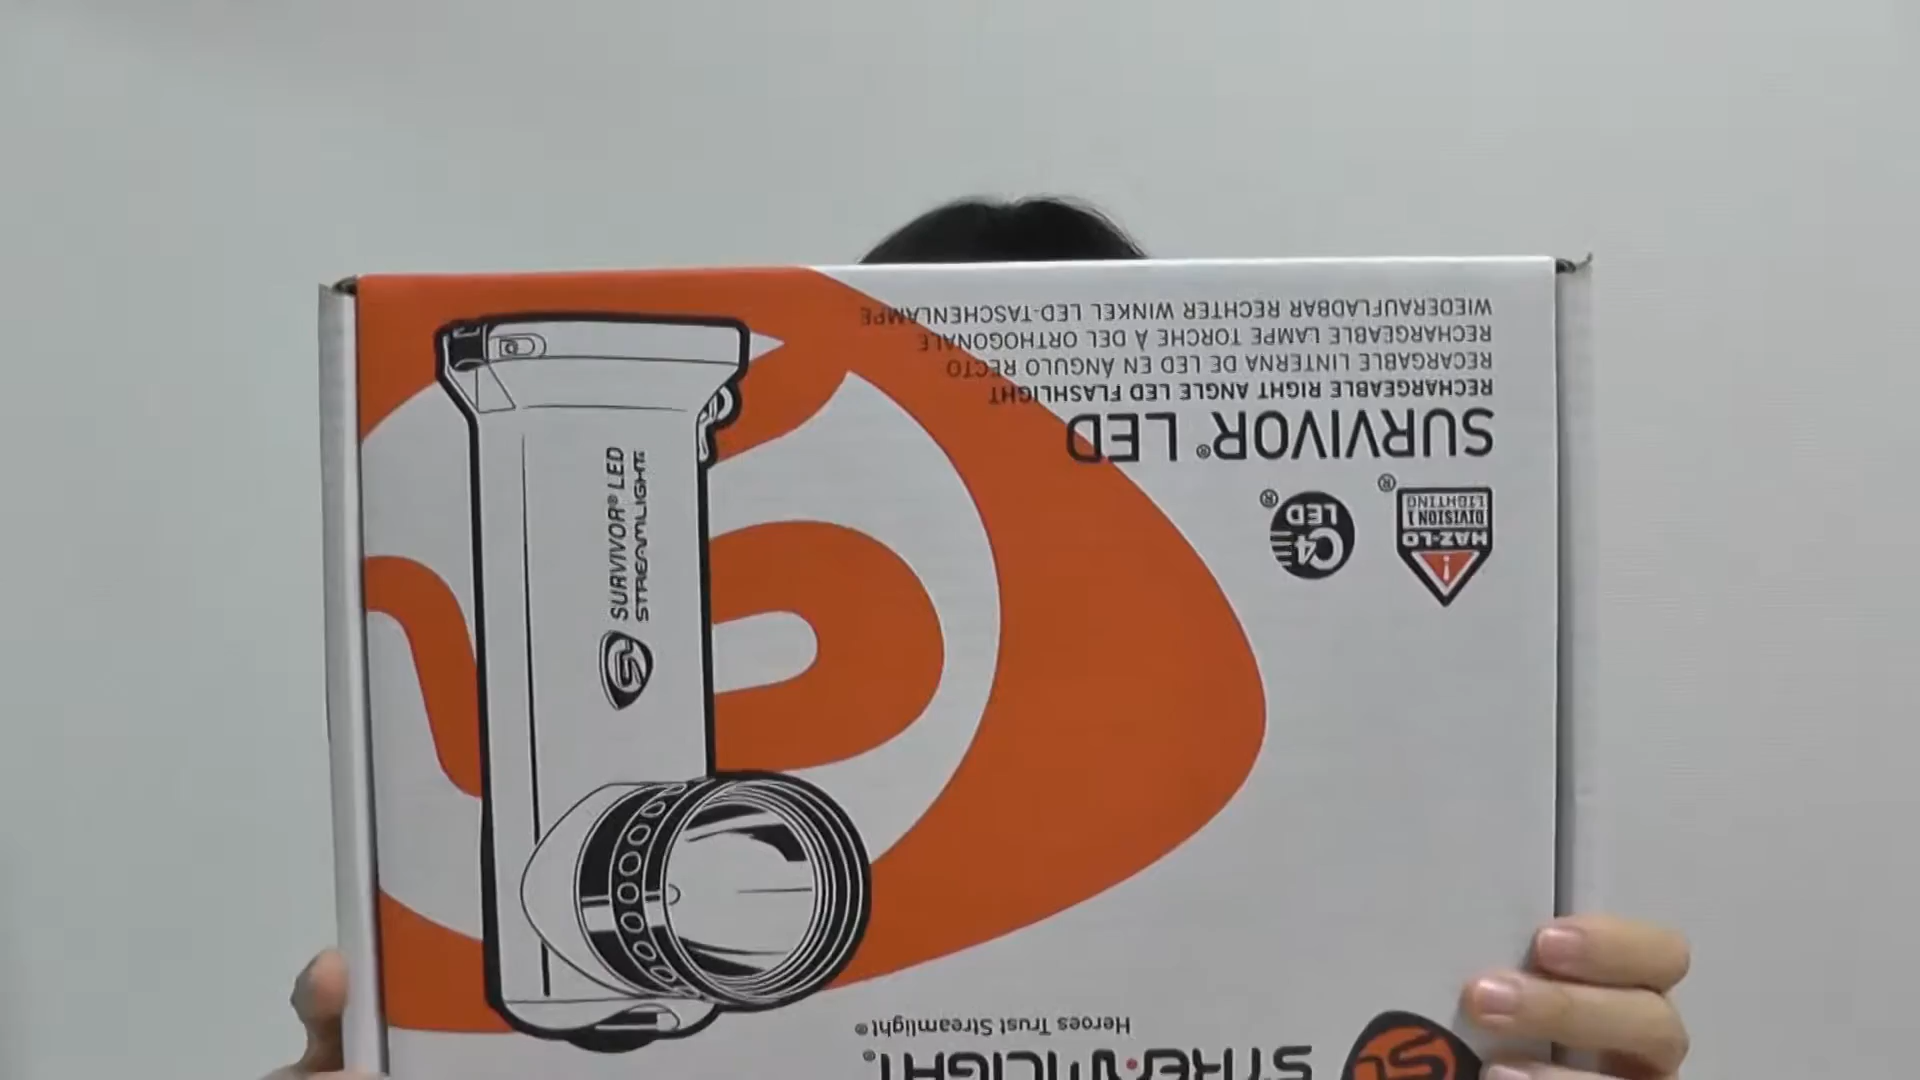 STREAMLIGHT®
Heroes Trust Streamlight®
HAZ-LO
DIVISION 1
LIGHTING®
C4
LED®
SURVIVOR® LED
RECHARGEABLE RIGHT ANGLE LED FLASHLIGHT
RECARGABLE LINTERNA DE LED EN ÁNGULO RECTO
RECHARGEABLE LAMPE TORCHE À DEL ORTHOGONALE
WIEDERAUFLADBAR RECHTER WINKEL LED-TASCHENLAMPE
SURVIVOR® LED
STREAMLIGHT®